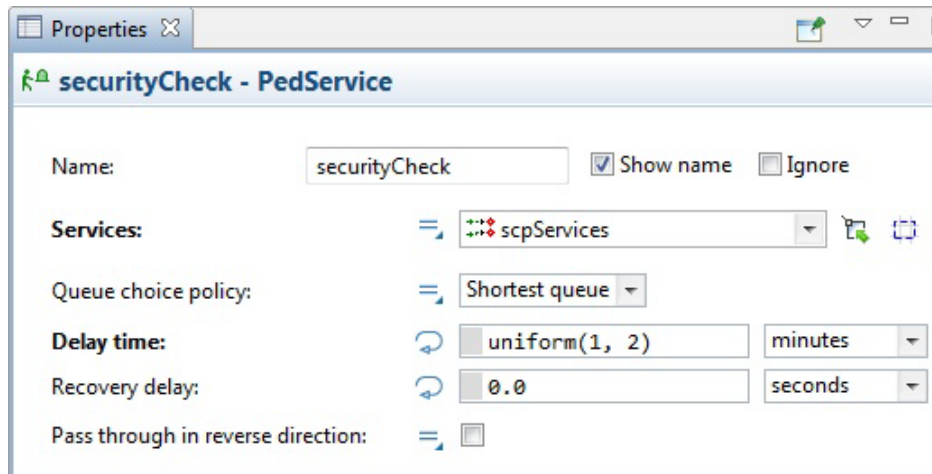 Properties
securityCheck - PedService
Name: securityCheck Show name Ignore
Services: scpServices
Queue choice policy: Shortest queue
Delay time: uniform(1, 2) minutes
Recovery delay: 0.0 seconds
Pass through in reverse direction: